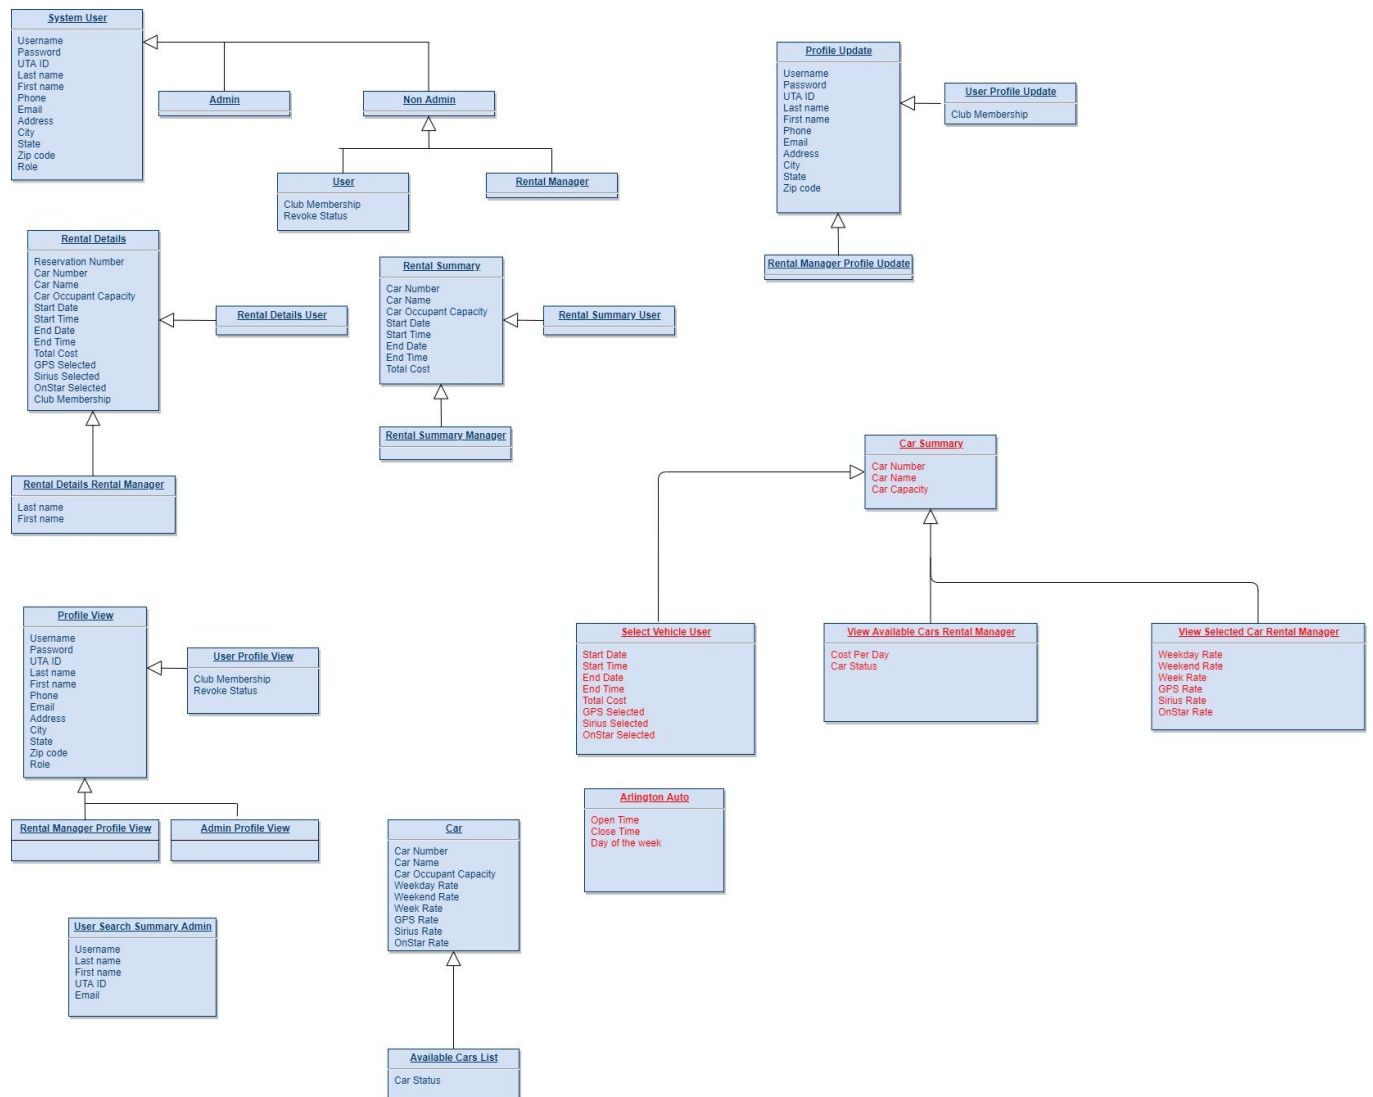 System User
Username
Password
UTA ID
Last name
First name
Phone
Email
Address
City
State
Zip code
Role
Admin
Non Admin
User
Club Membership
Revoke Status
Rental Manager
Profile Update
Username
Password
UTA ID
Last name
First name
Phone
Email
Address
City
State
Zip code
User Profile Update
Club Membership
Rental Manager Profile Update
Rental Details
Reservation Number
Car Number
Car Name
Car Occupant Capacity
Start Date
Start Time
End Date
End Time
Total Cost
GPS Selected
Sirius Selected
OnStar Selected
Club Membership
Rental Details User
Rental Details Rental Manager
Last name
First name
Rental Summary
Car Number
Car Name
Car Occupant Capacity
Start Date
Start Time
End Date
End Time
Total Cost
Rental Summary User
Rental Summary Manager
Car Summary
Car Number
Car Name
Car Capacity
Select Vehicle User
Start Date
Start Time
End Date
End Time
Total Cost
GPS Selected
Sirius Selected
OnStar Selected
View Available Cars Rental Manager
Cost Per Day
Car Status
View Selected Car Rental Manager
Weekday Rate
Weekend Rate
Week Rate
GPS Rate
Sirius Rate
OnStar Rate
Profile View
Username
Password
UTA ID
Last name
First name
Phone
Email
Address
City
State
Zip code
Role
User Profile View
Club Membership
Revoke Status
Rental Manager Profile View
Admin Profile View
Arlington Auto
Open Time
Close Time
Day of the week
Car
Car Number
Car Name
Car Occupant Capacity
Weekday Rate
Weekend Rate
Week Rate
GPS Rate
Sirius Rate
OnStar Rate
User Search Summary Admin
Username
Last name
First name
UTA ID
Email
Available Cars List
Car Status